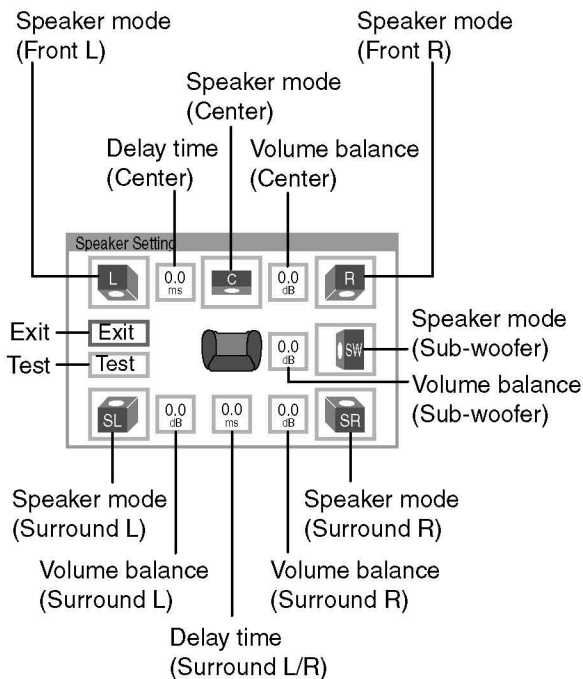 Speaker mode
(Front L)
Speaker mode
(Front R)
Speaker mode
(Center)
Delay time
(Center)
Volume balance
(Center)
Speaker Setting
L
0.0
ms
C
0.0
dB
R
Exit
Exit
Test
Test
0.0
dB
SW
Speaker mode
(Sub-woofer)
Volume balance
(Sub-woofer)
SL
0.0
dB
0.0
ms
0.0
dB
SR
Speaker mode
(Surround L)
Speaker mode
(Surround R)
Volume balance
(Surround L)
Volume balance
(Surround R)
Delay time
(Surround L/R)